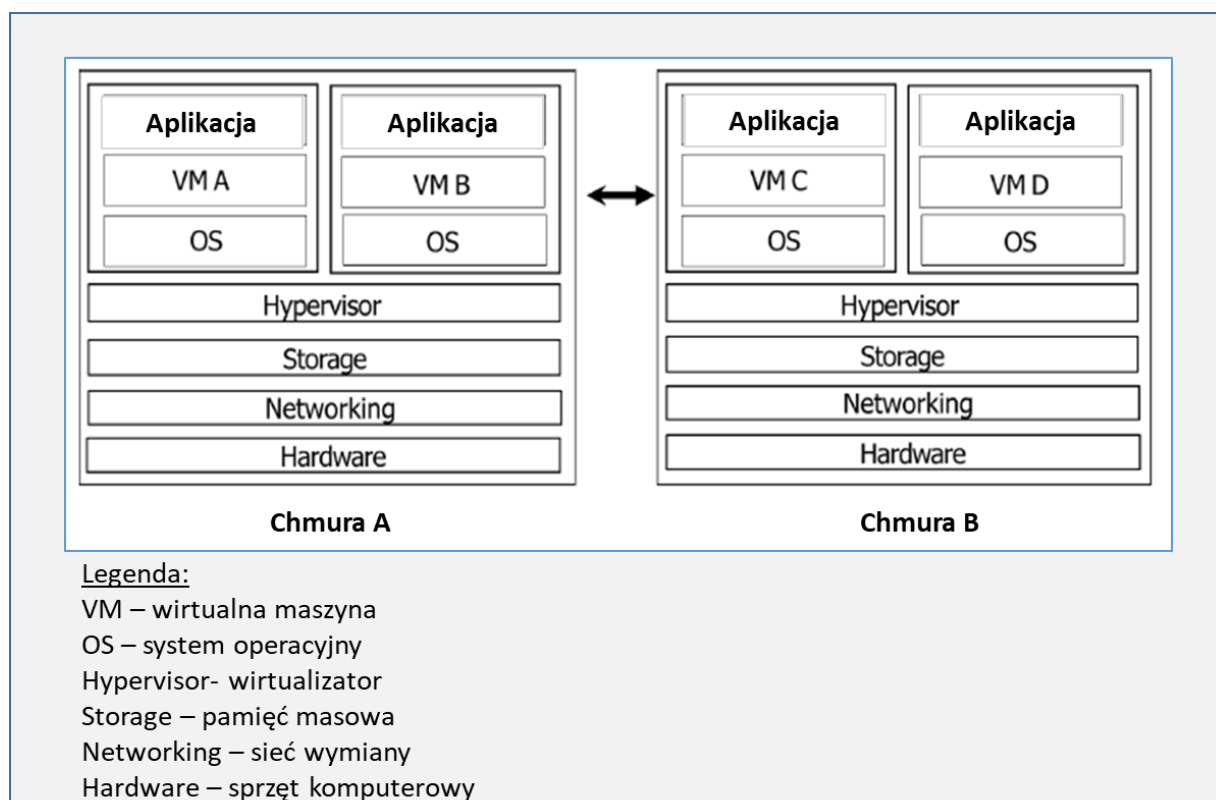 Aplikacja Aplikacja Aplikacja Aplikacja
VM A VM B VM C VM D
OS OS OS OS
Hypervisor Hypervisor
Storage Storage
Networking Networking
Hardware Hardware
Chmura A Chmura B
Legenda:
VM – wirtualna maszyna
OS – system operacyjny
Hypervisor- wirtualizator
Storage – pamięć masowa
Networking – sieć wymiany
Hardware – sprzęt komputerowy